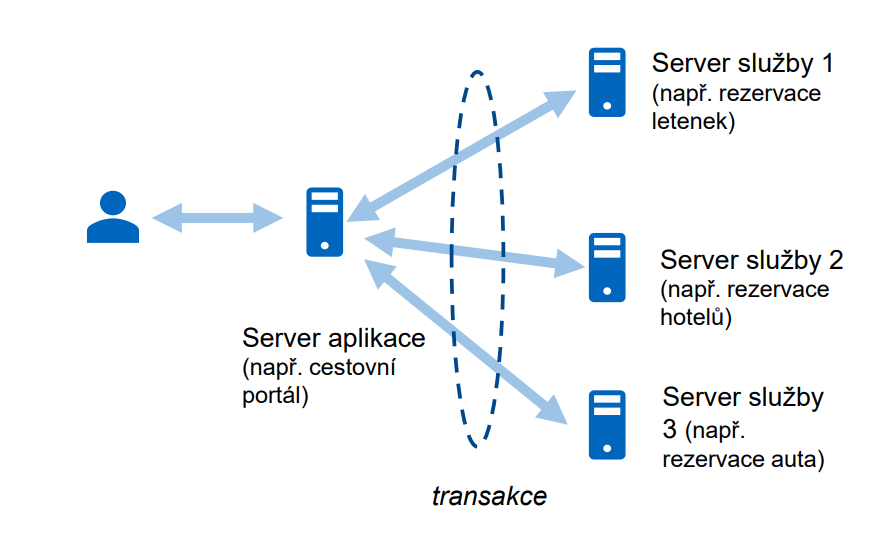 Server služby 1
(např. rezervace
letenek)
Server služby 2
(např. rezervace
hotelů)
Server aplikace
(např. cestovní
portál)
Server služby
3 (např.
rezervace auta)
transakce